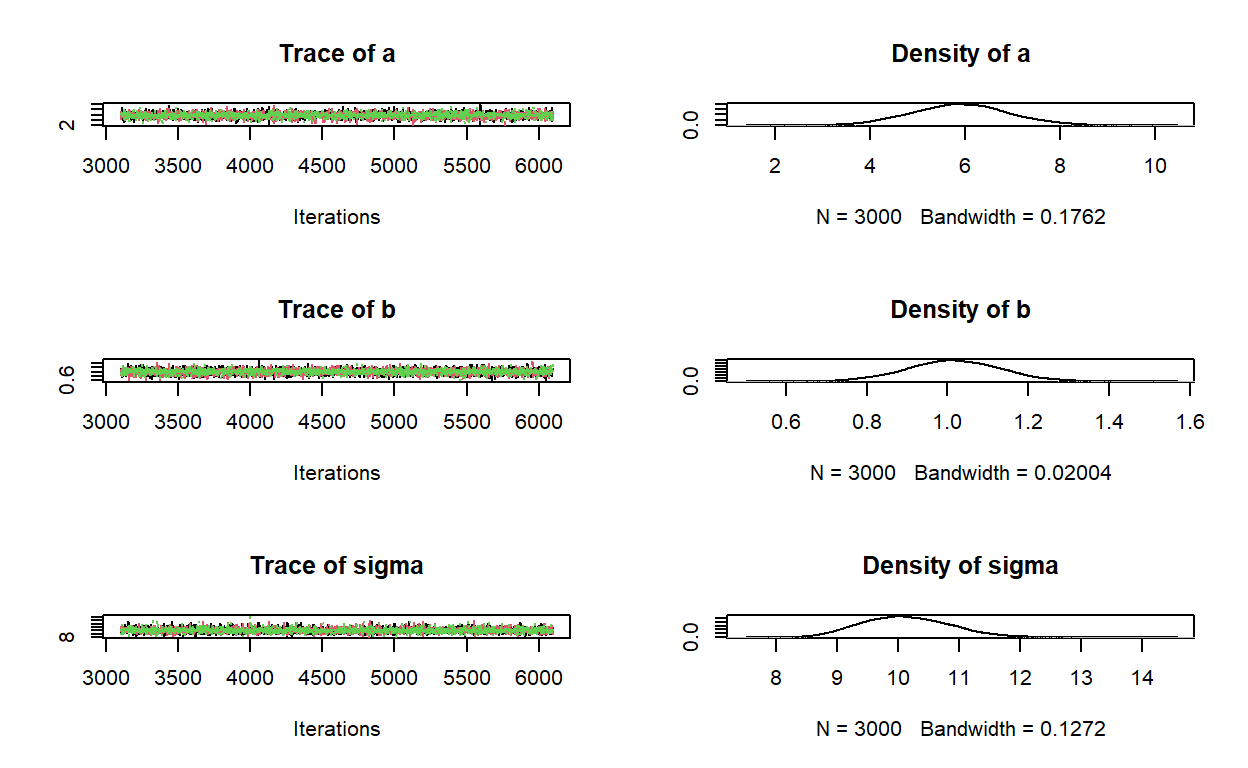 Trace of a
2
3000 3500 4000 4500 5000 5500 6000
Iterations
Density of a
0.0
2 4 6 8 10
N = 3000 Bandwidth = 0.1762
Trace of b
0.6
3000 3500 4000 4500 5000 5500 6000
Iterations
Density of b
0.0
0.6 0.8 1.0 1.2 1.4 1.6
N = 3000 Bandwidth = 0.02004
Trace of sigma
8
3000 3500 4000 4500 5000 5500 6000
Iterations
Density of sigma
0.0
8 9 10 11 12 13 14
N = 3000 Bandwidth = 0.1272